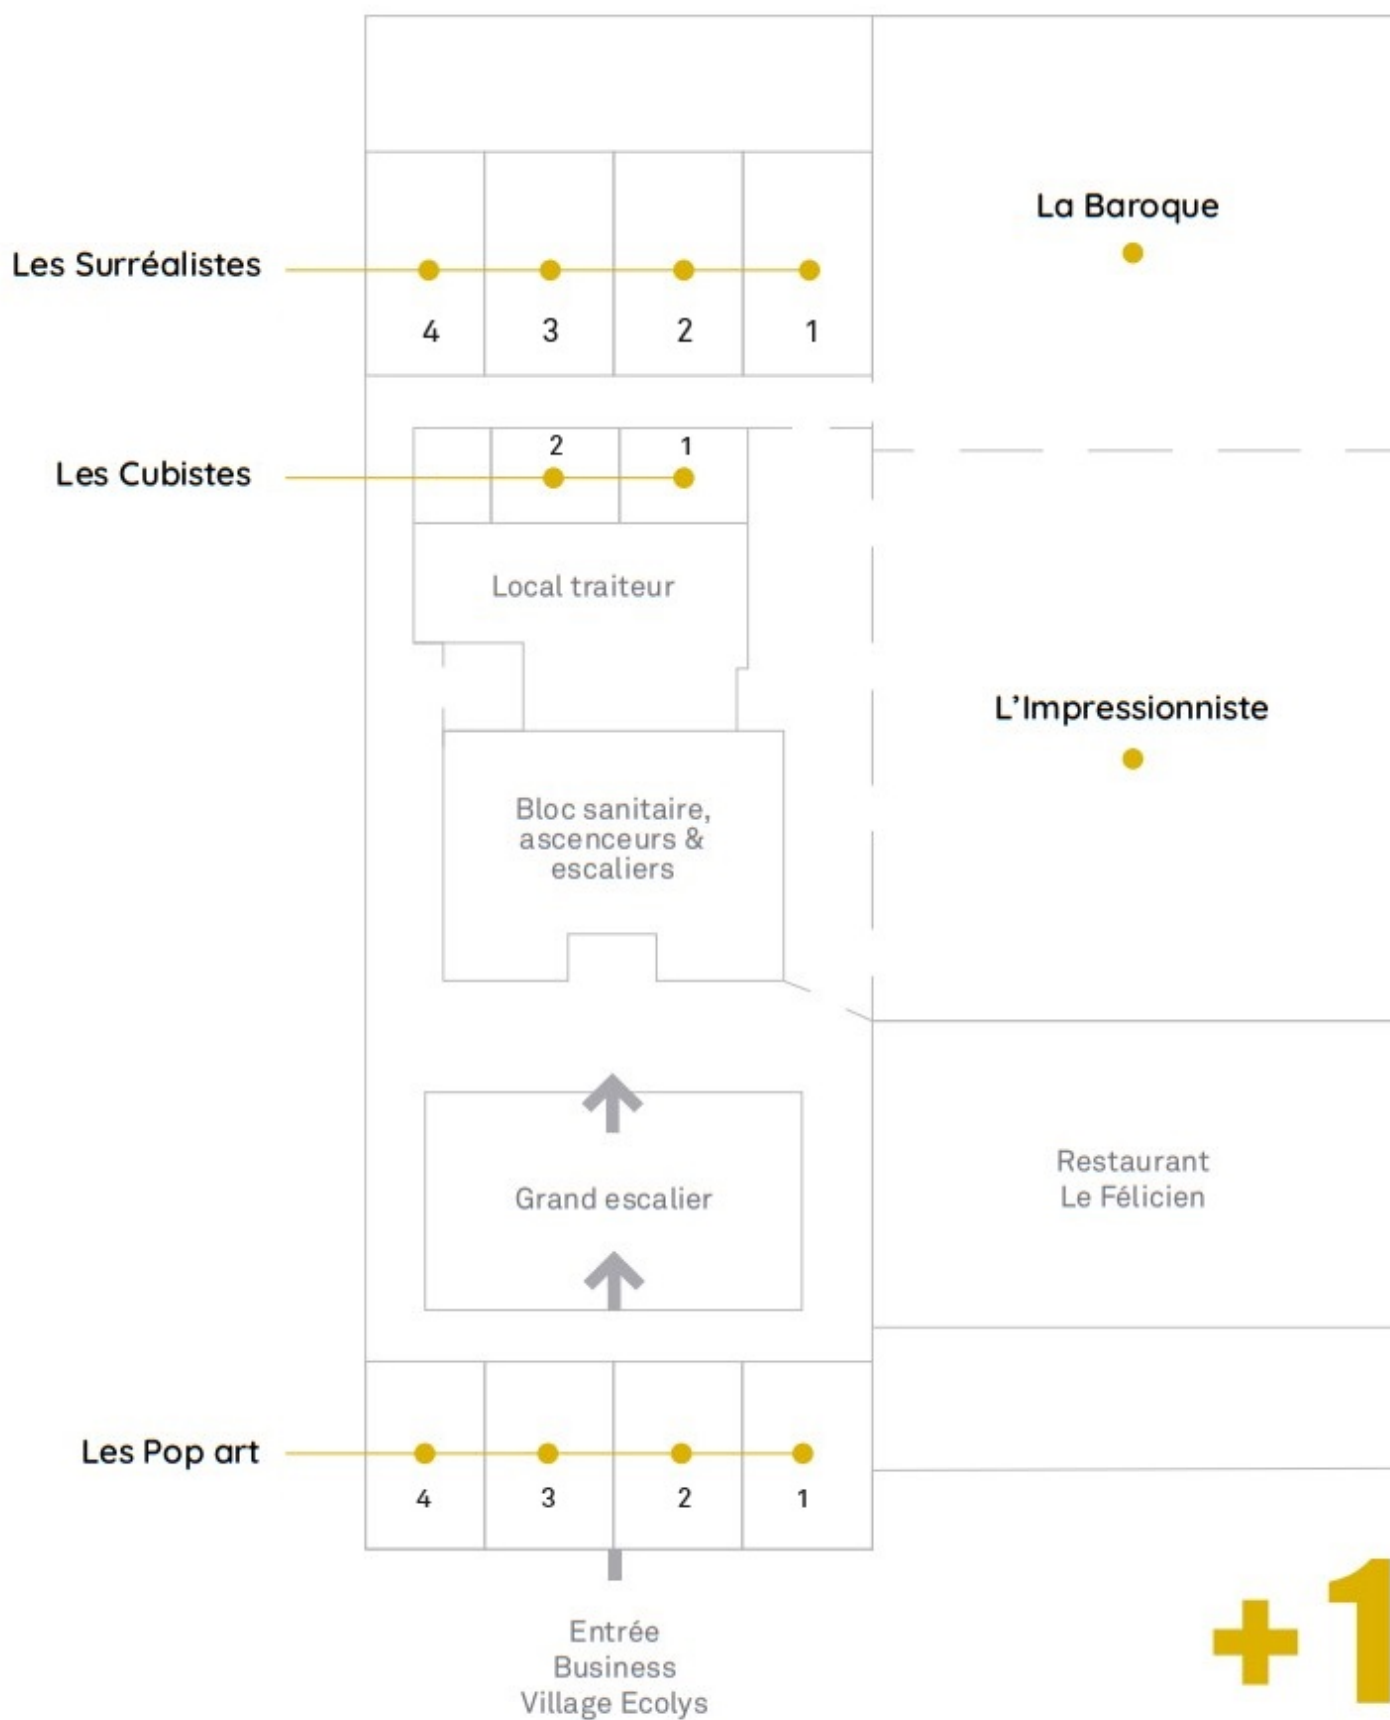 La Baroque
Les Surréalistes
4 3 2 1
2 1
Les Cubistes
Local traiteur
L'Impressionniste
Bloc sanitaire,
ascenceurs &
escaliers
Restaurant
Le Félicien
Grand escalier
Les Pop art
4 3 2 1
+1
Entrée
Business
Village Ecolys